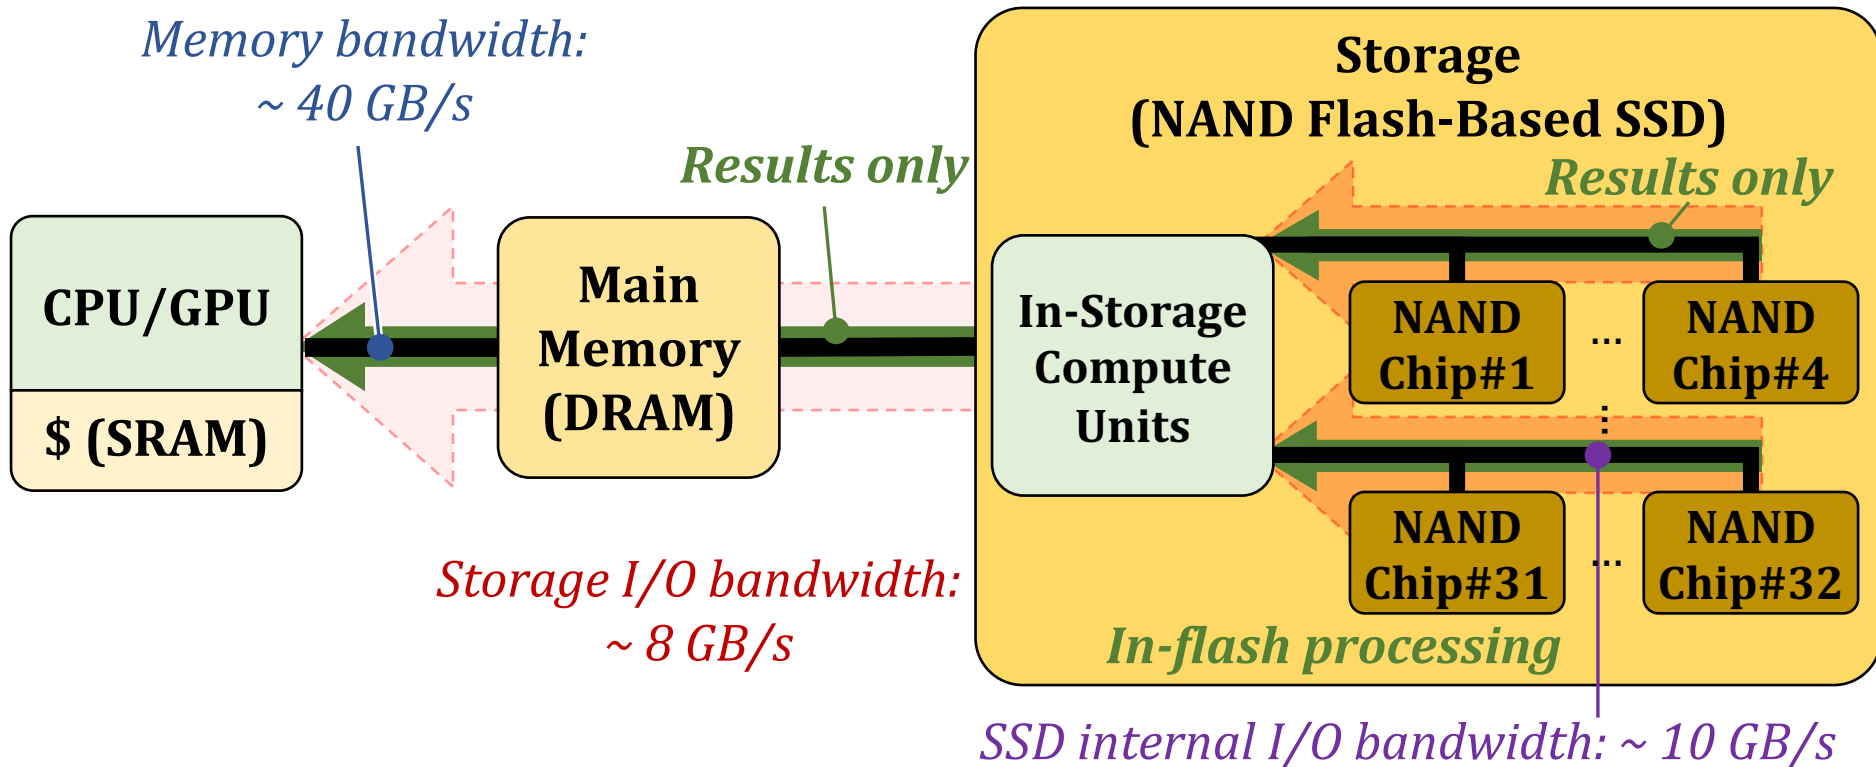 Memory bandwidth:
~ 40 GB/s
Results only
CPU/GPU
$ (SRAM)
Main
Memory
(DRAM)
Storage I/O bandwidth:
~ 8 GB/s
Storage
(NAND Flash-Based SSD)
Results only
In-Storage
Compute
Units
NAND
Chip#1
...
NAND
Chip#4
...
NAND
Chip#31
...
NAND
Chip#32
In-flash processing
SSD internal I/O bandwidth: ~ 10 GB/s